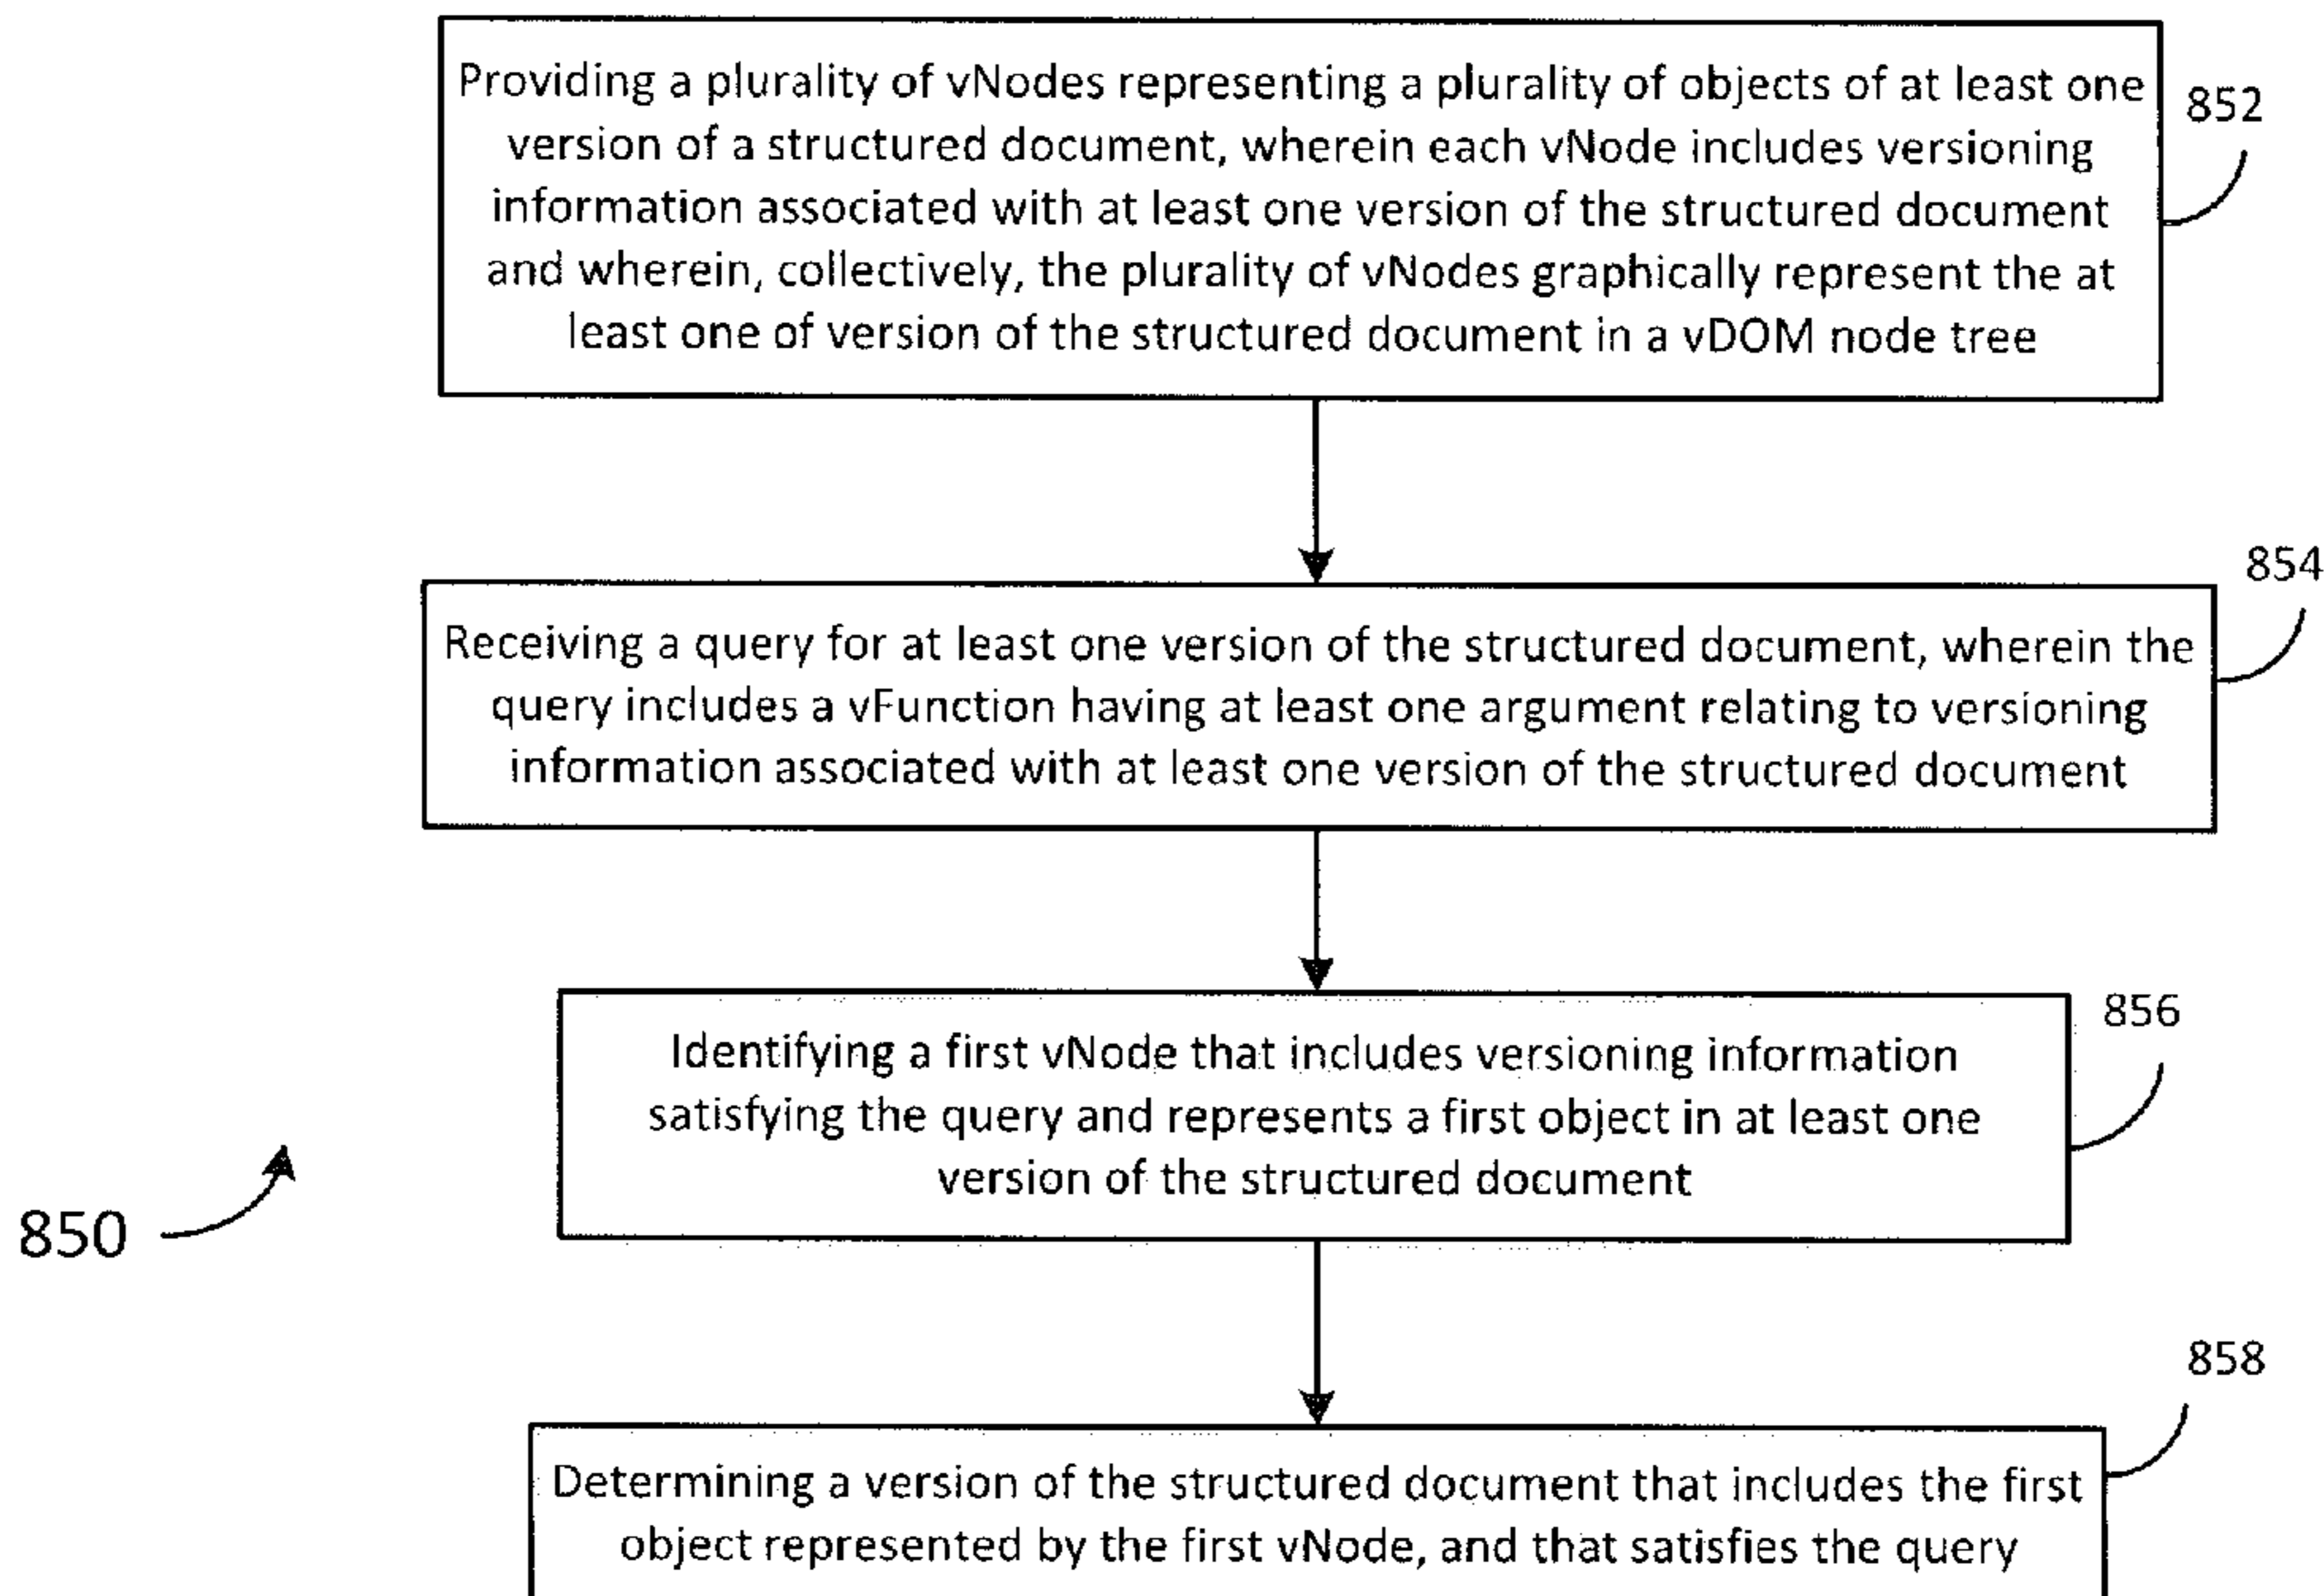 Providing a plurality of vNodes representing a plurality of objects of at least one
version of a structured document, wherein each vNode includes versioning
information associated with at least one version of the structured document
and wherein, collectively, the plurality of vNodes graphically represent the at
least one of version of the structured document in a vDOM node tree
852
854
Receiving a query for at least one version of the structured document, wherein the
query includes a vFunction having at least one argument relating to versioning
information associated with at least one version of the structured document
856
Identifying a first vNode that includes versioning information
satisfying the query and represents a first object in at least one
version of the structured document
850
858
Determining a version of the structured document that includes the first
object represented by the first vNode, and that satisfies the query